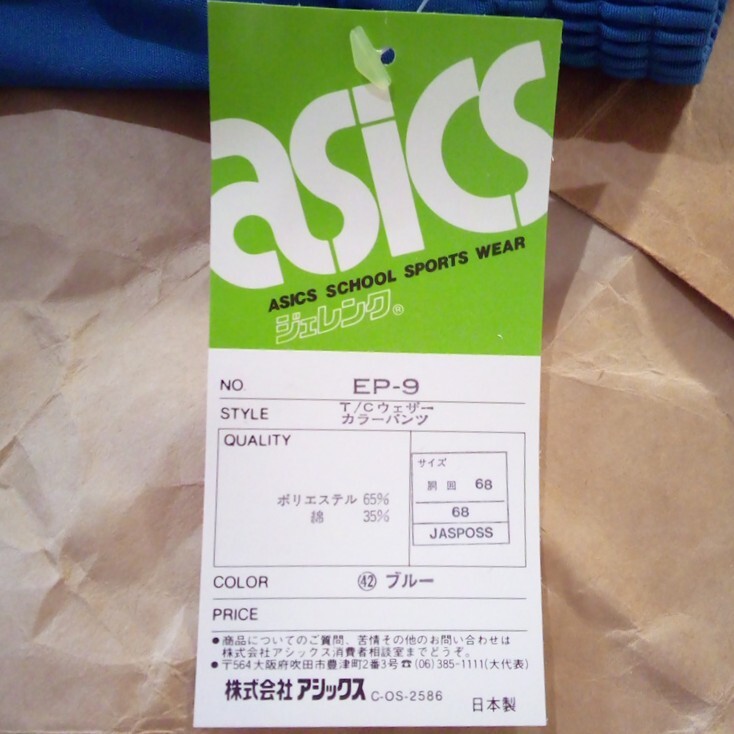 asics
ASICS SCHOOL SPORTS WEAR
ジェレンク®
NO. EP-9
STYLE T/Cウェザー
カラーパンツ
QUALITY
ポリエステル 65%
綿 35%
サイズ
胴囲 68
68
JASPOSS
COLOR ㊷ ブルー
PRICE
●商品についてのご質問、苦情その他のお問い合わせは
株式会社アシックス消費者相談室までどうぞ。
●〒564大阪府吹田市豊津町2番3号☎(06)385-1111(大代表)
株式会社アシックス C-OS-2586 日本製